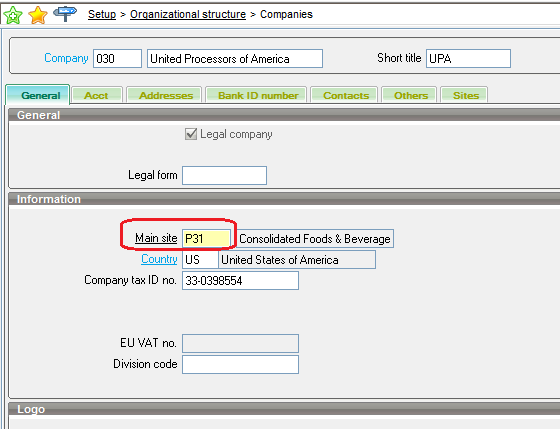 Setup > Organizational structure > Companies
Company 030 United Processors of America Short title UPA
General Acct Addresses Bank ID number Contacts Others Sites
General
Legal company
Legal form
Information
Main site P31 Consolidated Foods & Beverage
Country US United States of America
Company tax ID no. 33-0398554
EU VAT no.
Division code
Logo